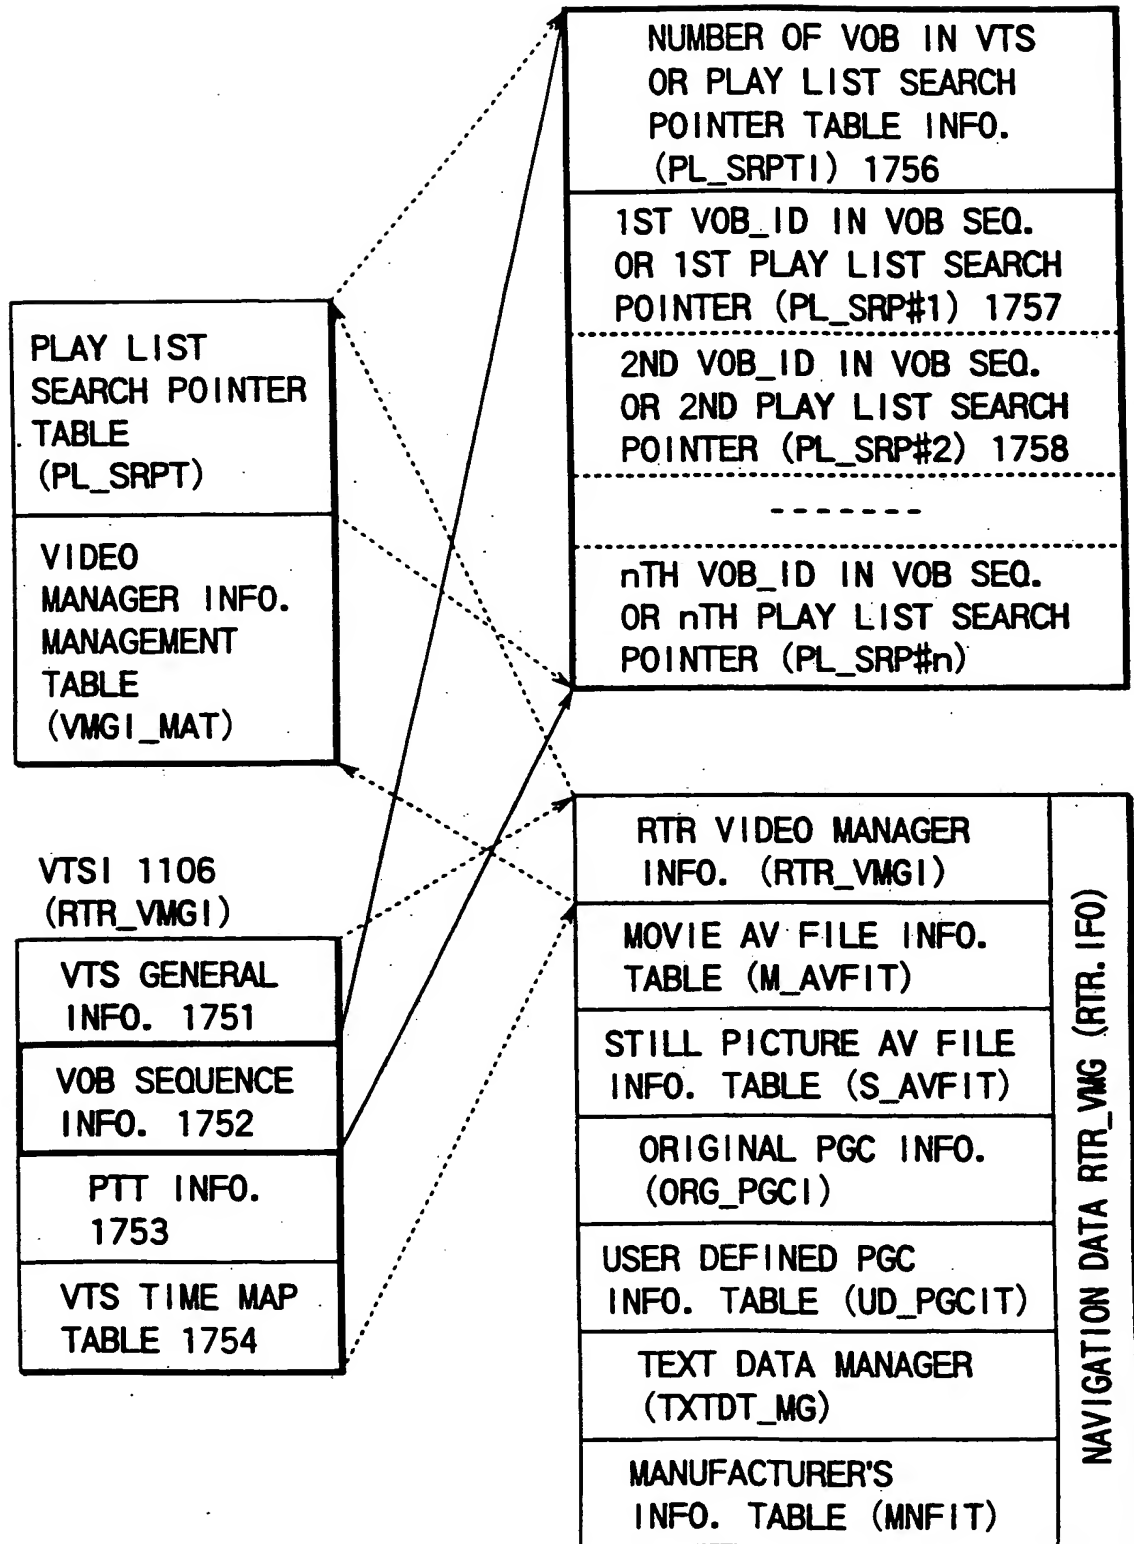 NUMBER OF VOB IN VTS
OR PLAY LIST SEARCH
POINTER TABLE INFO.
(PL_SRPTI) 1756
1ST VOB_ID IN VOB SEQ.
OR 1ST PLAY LIST SEARCH
POINTER (PL_SRP#1) 1757
2ND VOB_ID IN VOB SEQ.
OR 2ND PLAY LIST SEARCH
POINTER (PL_SRP#2) 1758
-------
nTH VOB_ID IN VOB SEQ.
OR nTH PLAY LIST SEARCH
POINTER (PL_SRP#n)
PLAY LIST
SEARCH POINTER
TABLE
(PL_SRPT)
VIDEO
MANAGER INFO.
MANAGEMENT
TABLE
(VMGI_MAT)
VTSI 1106
(RTR_VMGI)
VTS GENERAL
INFO. 1751
VOB SEQUENCE
INFO. 1752
PTT INFO.
1753
VTS TIME MAP
TABLE 1754
RTR VIDEO MANAGER
INFO. (RTR_VMGI)
MOVIE AV FILE INFO.
TABLE (M_AVFIT)
STILL PICTURE AV FILE
INFO. TABLE (S_AVFIT)
ORIGINAL PGC INFO.
(ORG_PGCI)
USER DEFINED PGC
INFO. TABLE (UD_PGCIT)
TEXT DATA MANAGER
(TXTDT_MG)
MANUFACTURER'S
INFO. TABLE (MNFIT)
NAVIGATION DATA RTR_VMG (RTR.IFO)